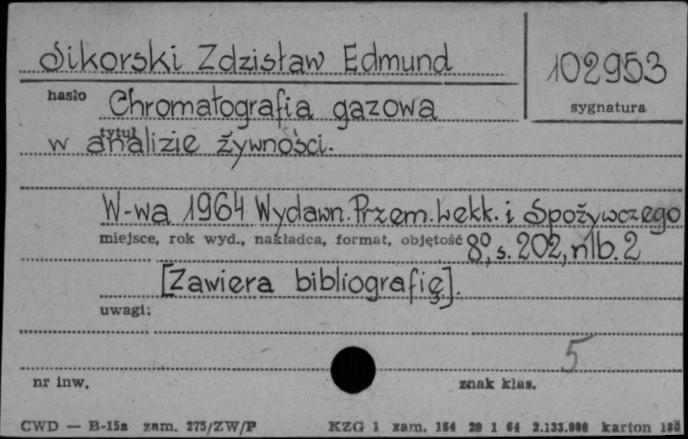 Sikorski Zdzisław Edmund
102953
hasło
sygnatura
Chromatografia gazowa
tytuł
w analizie żywności.
W-wa 1964 Wydawn. Przem. Lekk. i Spożywczego
miejsce, rok wyd., nakładca, format, objętość
8°, s. 202, nlb. 2
[Zawiera bibliografię].
uwagi:
5
nr inw.
znak klas.
CWD — B-15a zam. 275/ZW/P KZG 1 zam. 164 20 1 64 2.133.000 karton